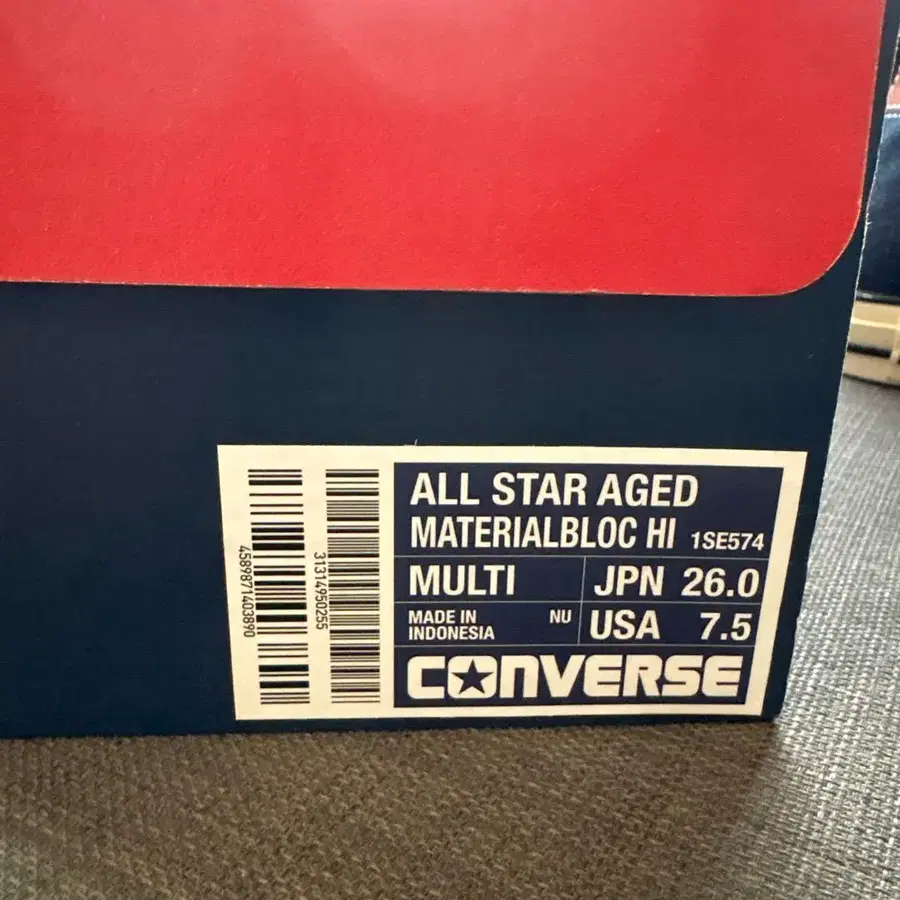 4589871403890
31314950255
ALL STAR AGED
MATERIALBLOC HI 1SE574
MULTI JPN 26.0
MADE IN INDONESIA NU USA 7.5
CONVERSE